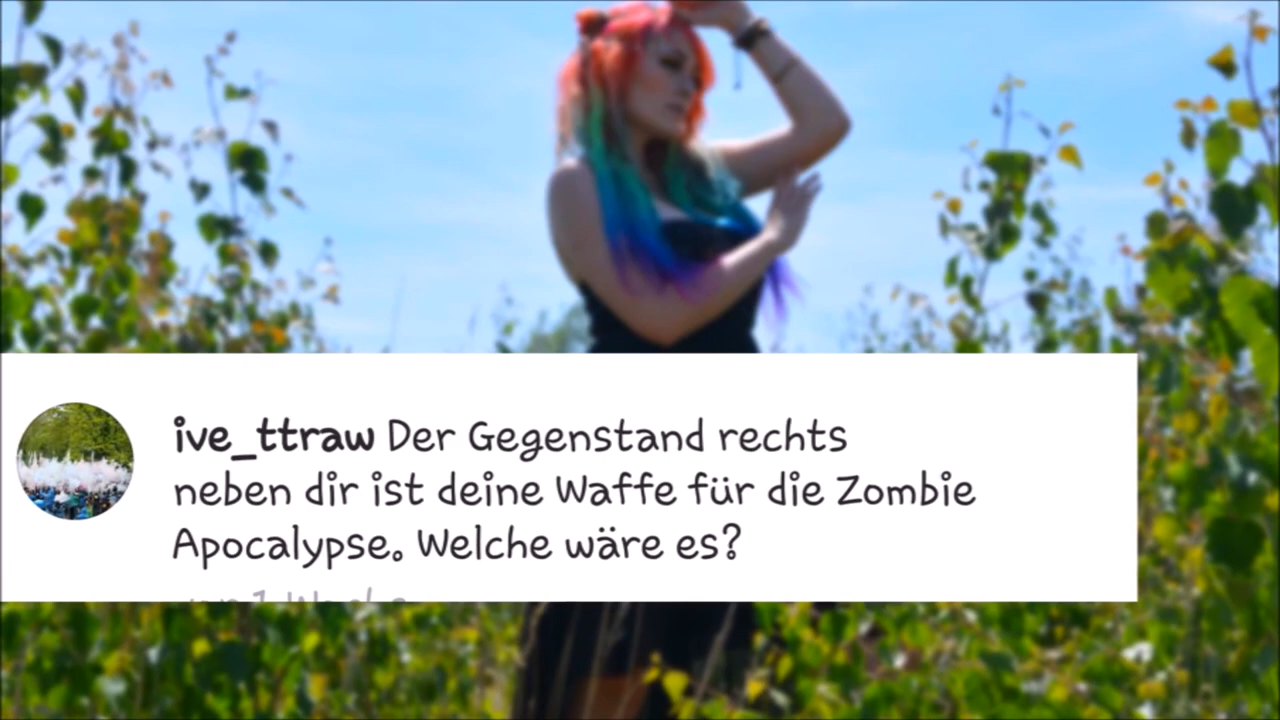 ive_ttraw Der Gegenstand rechts
neben dir ist deine Waffe für die Zombie
Apocalypse. Welche wäre es?